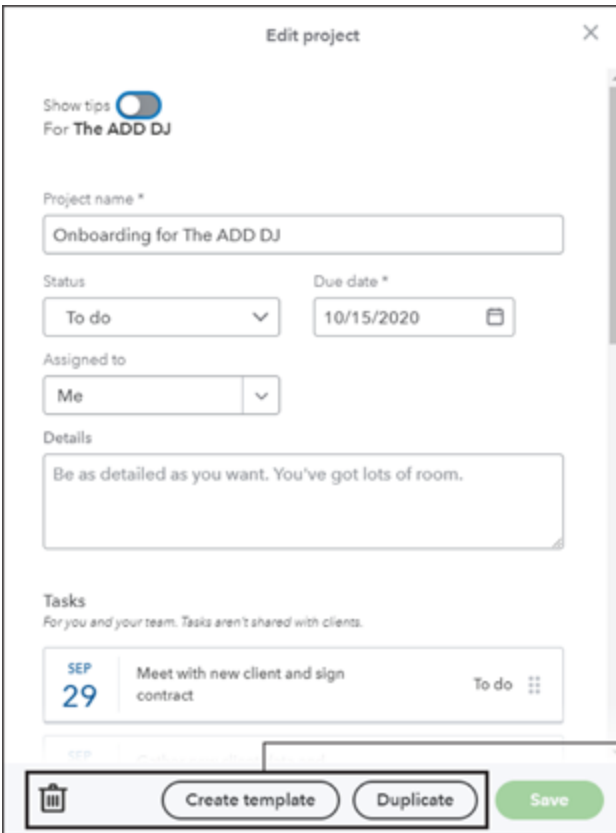 Edit project
Show tips
For The ADD DJ
Project name *
Onboarding for The ADD DJ
Status
Due date *
To do
10/15/2020
Assigned to
Me
Details
Be as detailed as you want. You've got lots of room.
Tasks
For you and your team. Tasks aren't shared with clients.
SEP
29
Meet with new client and sign
contract
To do
SEP
Create template
Duplicate
Save